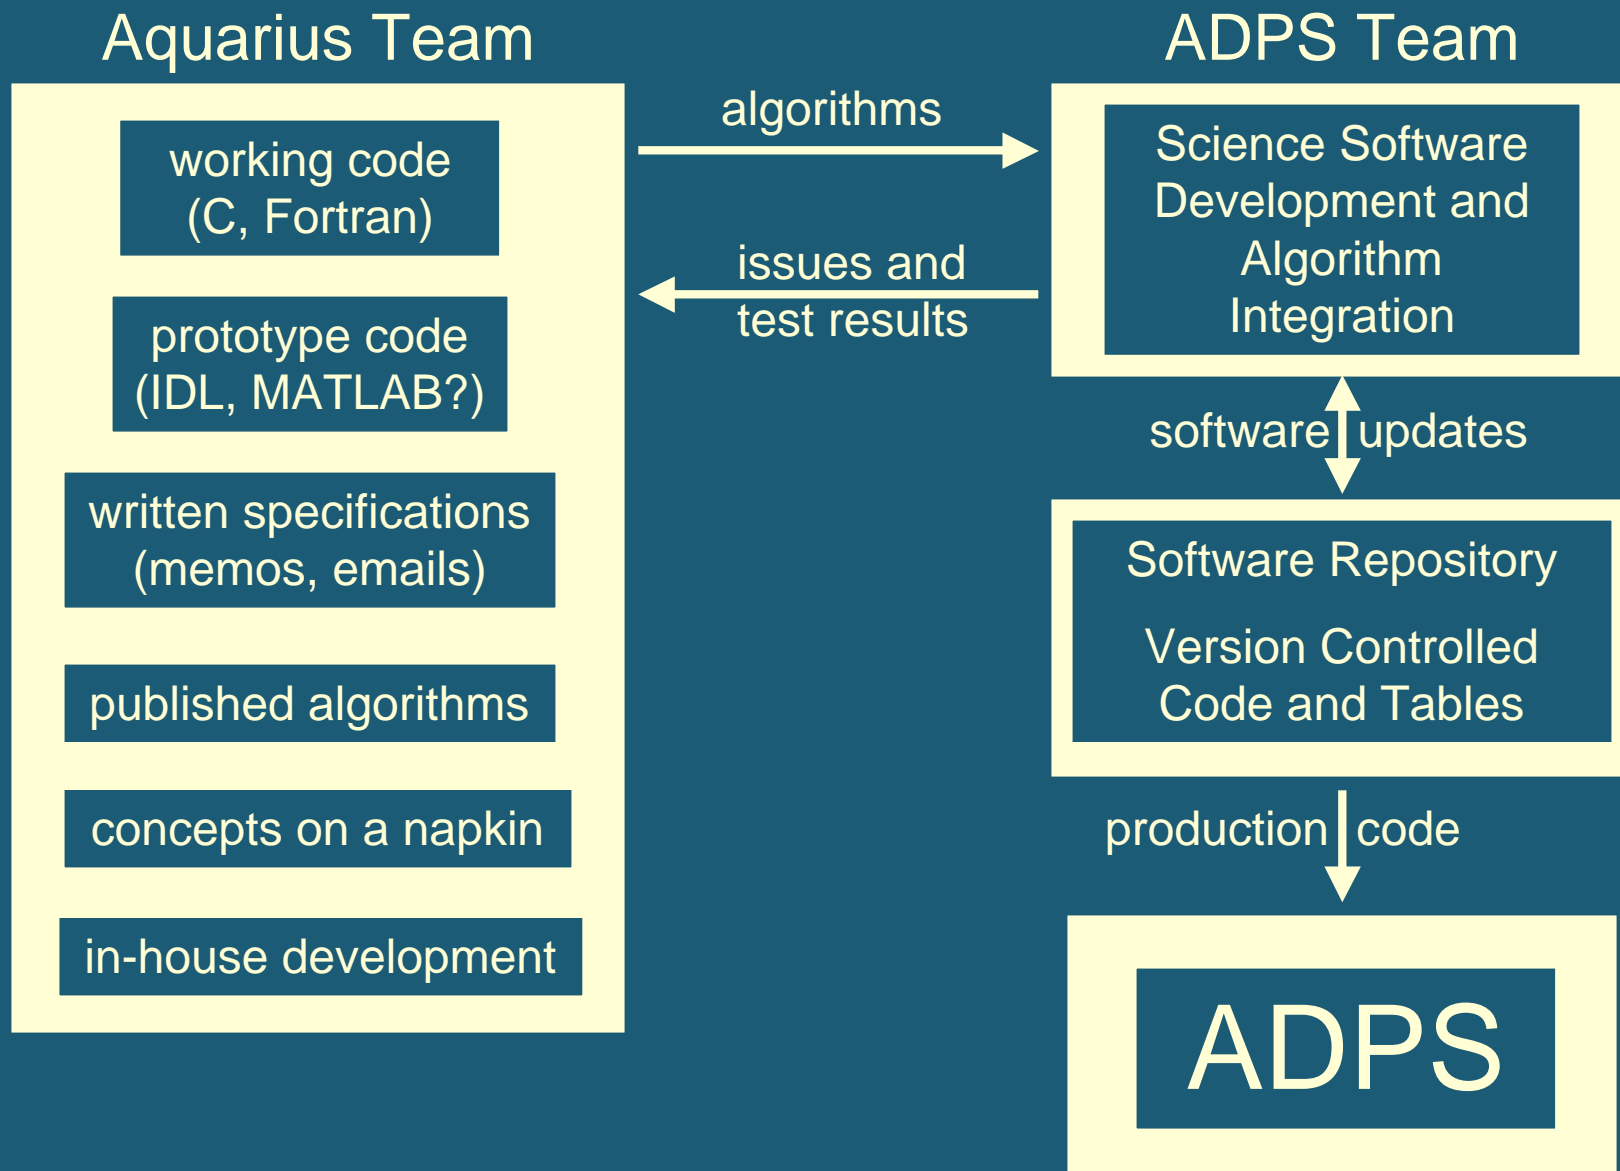 Aquarius Team
working code
(C, Fortran)
prototype code
(IDL, MATLAB?)
written specifications
(memos, emails)
published algorithms
concepts on a napkin
in-house development
algorithms
issues and
test results
ADPS Team
Science Software
Development and
Algorithm
Integration
software updates
Software Repository
Version Controlled
Code and Tables
production code
ADPS